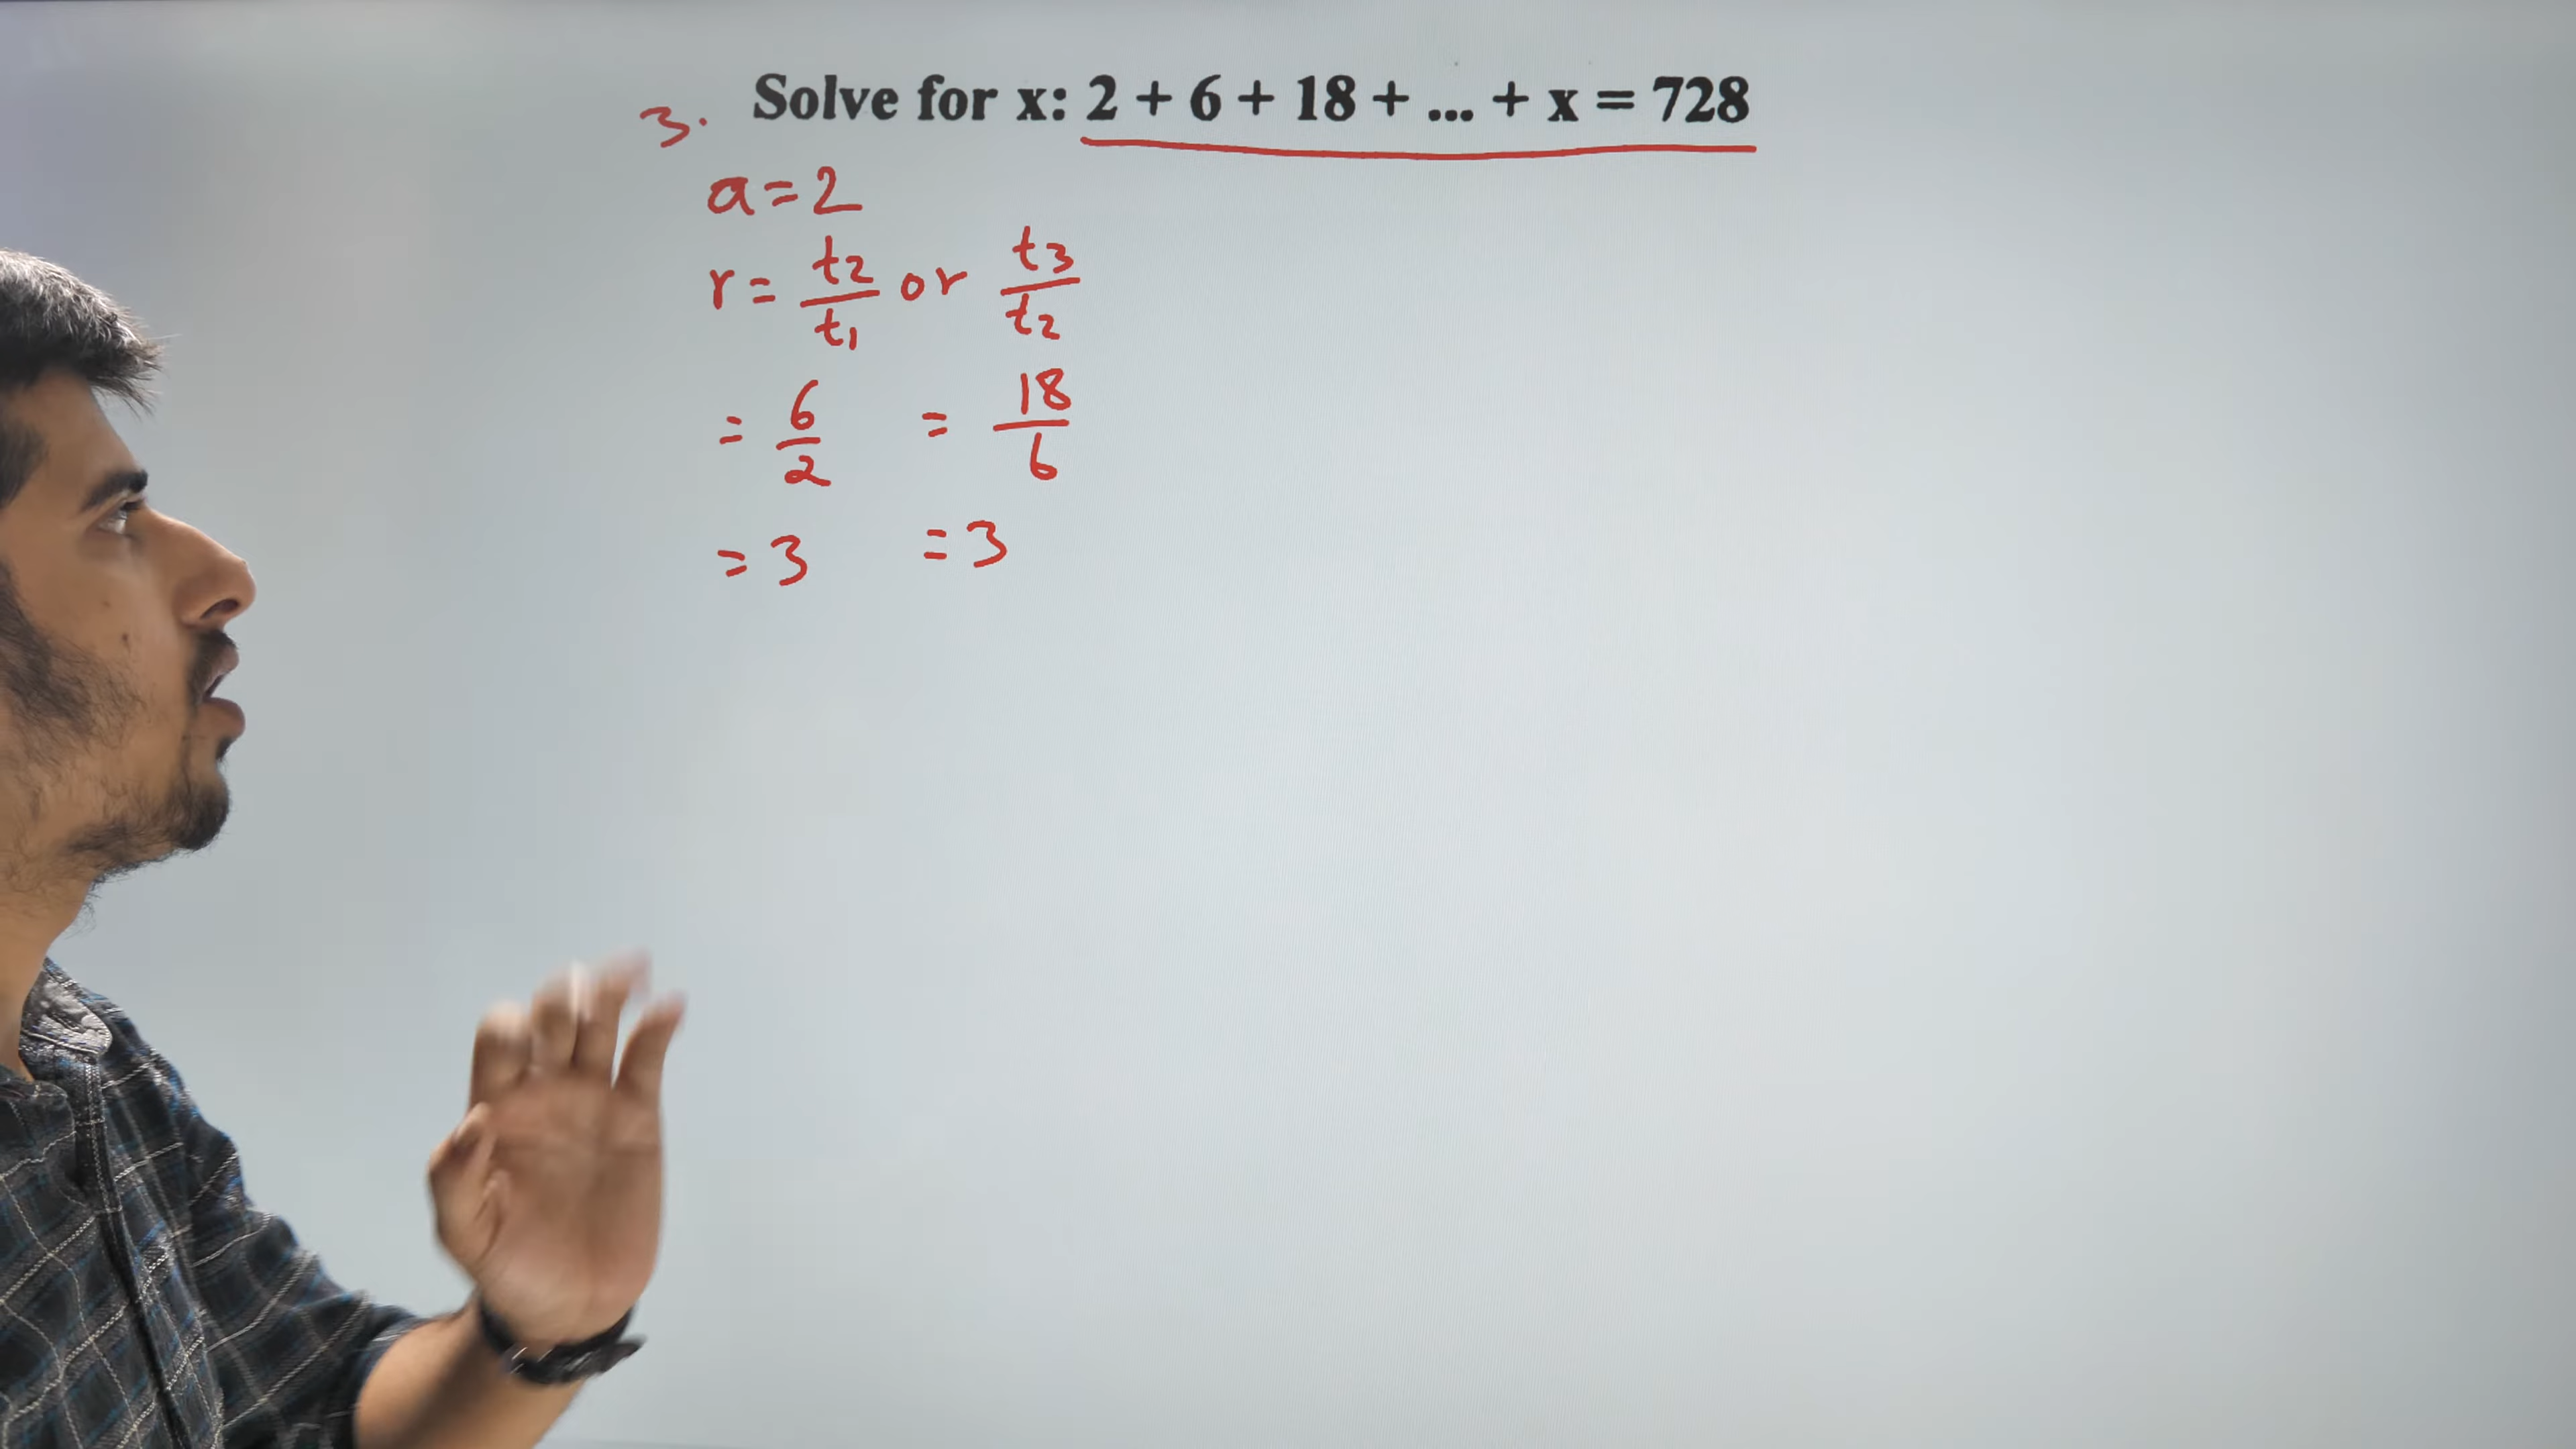 3. Solve for x: 2 + 6 + 18 + ... + x = 728
a = 2
r = t2/t1 or t3/t2
= 6/2 = 18/6
= 3 = 3